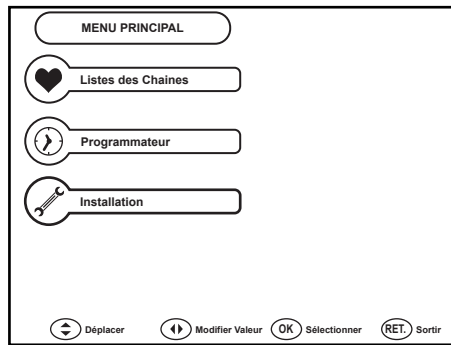 MENU PRINCIPAL
Listes des Chaines
Programmateur
Installation
Déplacer Modifier Valeur OK Sélectionner RET. Sortir